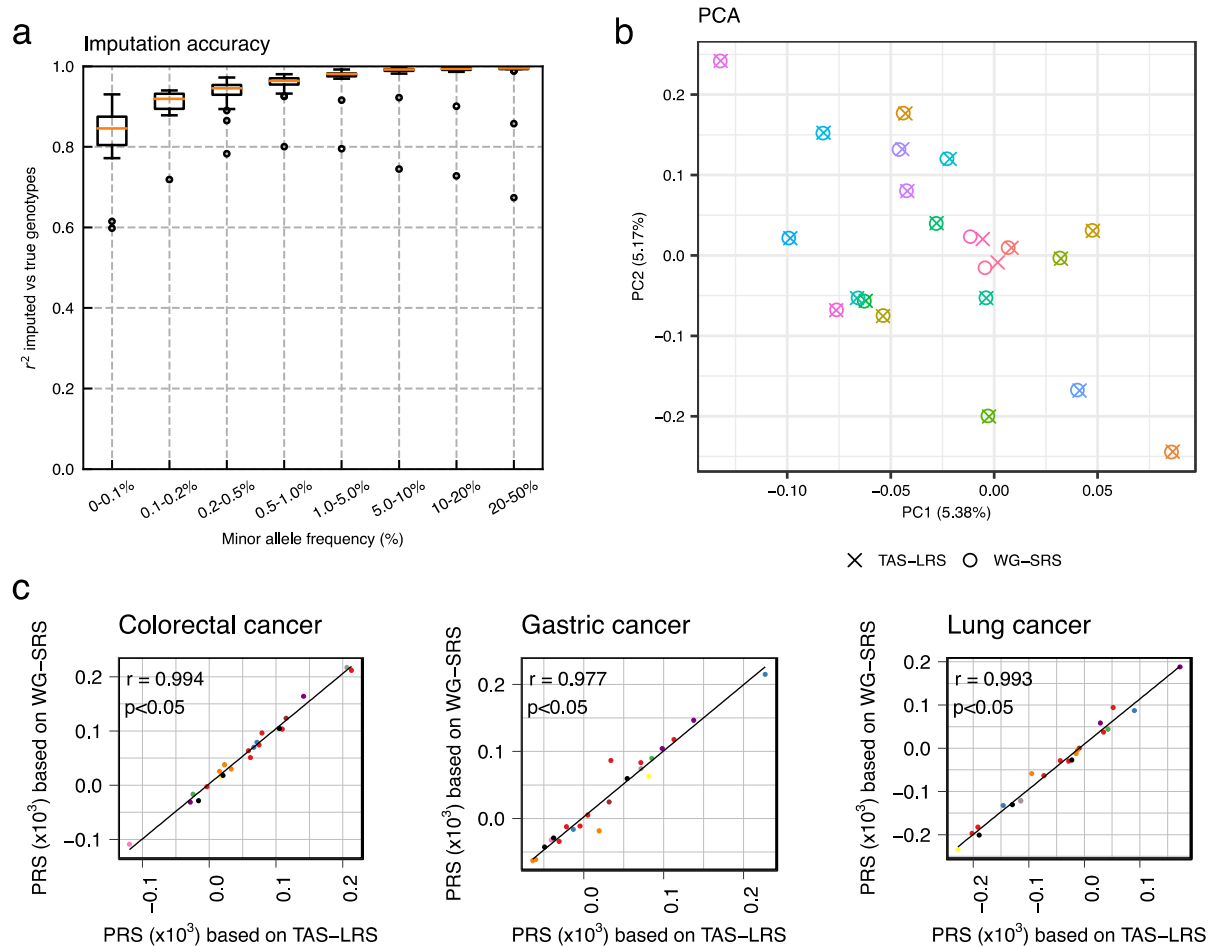 a
Imputation accuracy
1.0
0.8
0.6
0.4
0.2
0.0
r² imputed vs true genotypes
0-0.1%
0.1-0.2%
0.2-0.5%
0.5-1.0%
1.0-5.0%
5.0-10%
10-20%
20-50%
Minor allele frequency (%)
b
PCA
0.2
0.1
0.0
−0.1
−0.2
PC2 (5.17%)
−0.10
−0.05
0.00
0.05
PC1 (5.38%)
TAS−LRS
WG−SRS
c
Colorectal cancer
r = 0.994
p<0.05
PRS (x10³) based on WG−SRS
0.2
0.1
0.0
−0.1
−0.1
0.0
0.1
0.2
PRS (x10³) based on TAS−LRS
Gastric cancer
r = 0.977
p<0.05
PRS (x10³) based on WG−SRS
0.2
0.1
0.0
0.0
0.1
0.2
PRS (x10³) based on TAS−LRS
Lung cancer
r = 0.993
p<0.05
PRS (x10³) based on WG−SRS
0.2
0.1
0.0
−0.1
−0.2
−0.2
−0.1
0.0
0.1
PRS (x10³) based on TAS−LRS